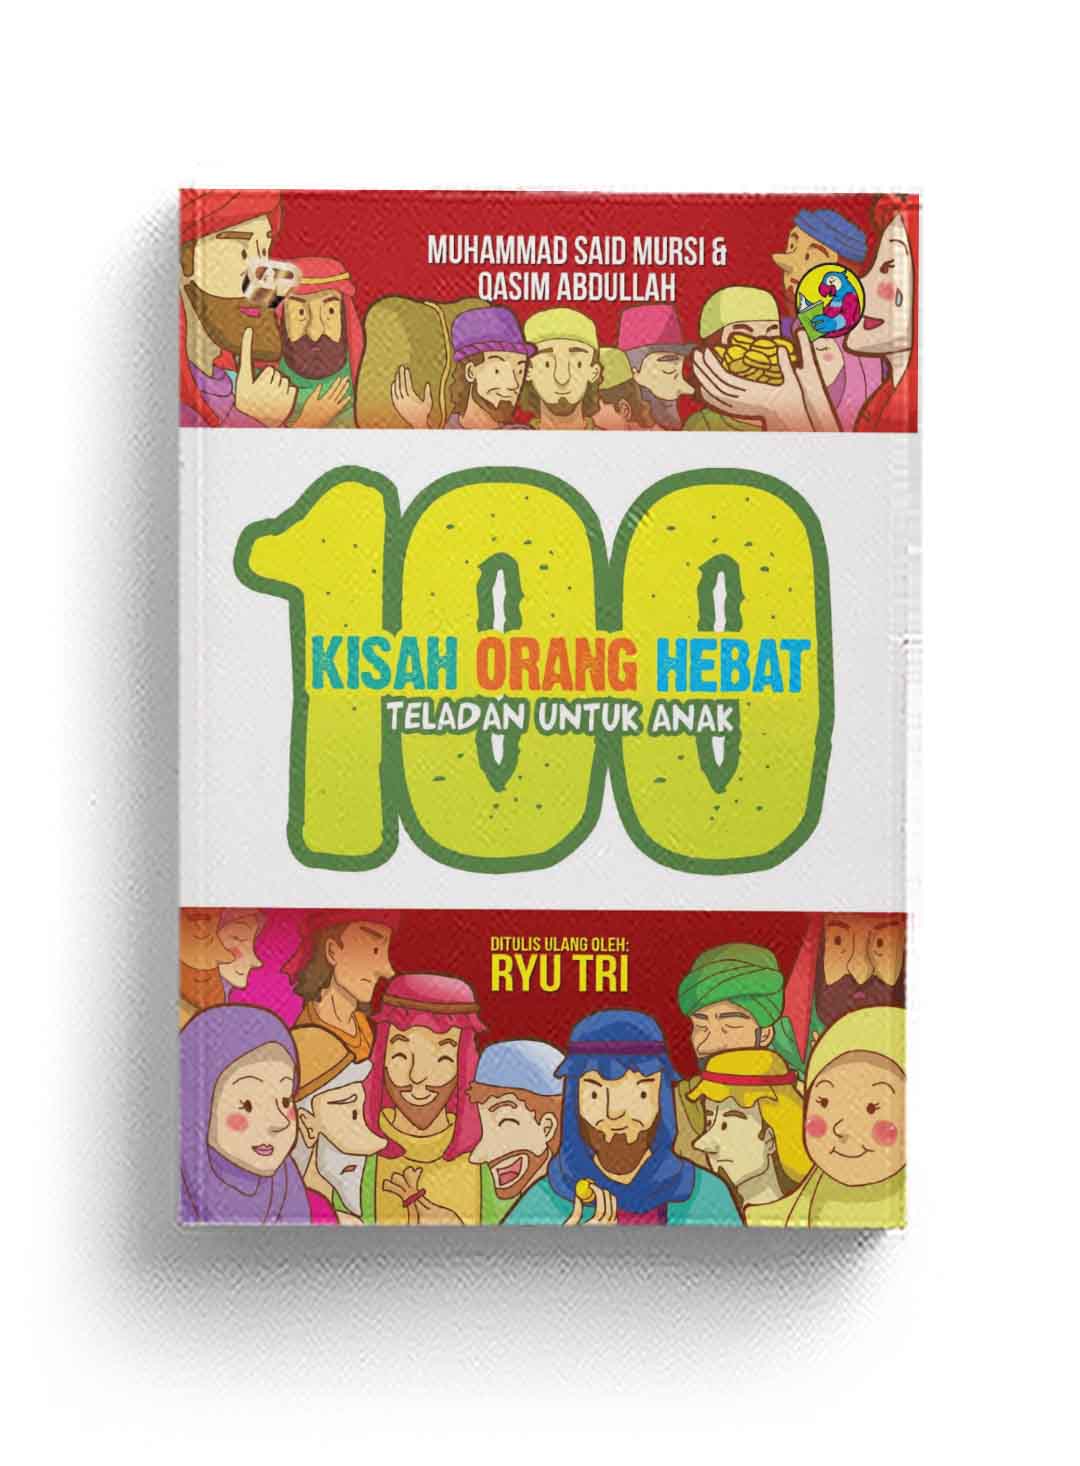 MUHAMMAD SAID MURSI &
QASIM ABDULLAH
100
KISAH ORANG HEBAT
TELADAN UNTUK ANAK
DITULIS ULANG OLEH:
RYU TRI